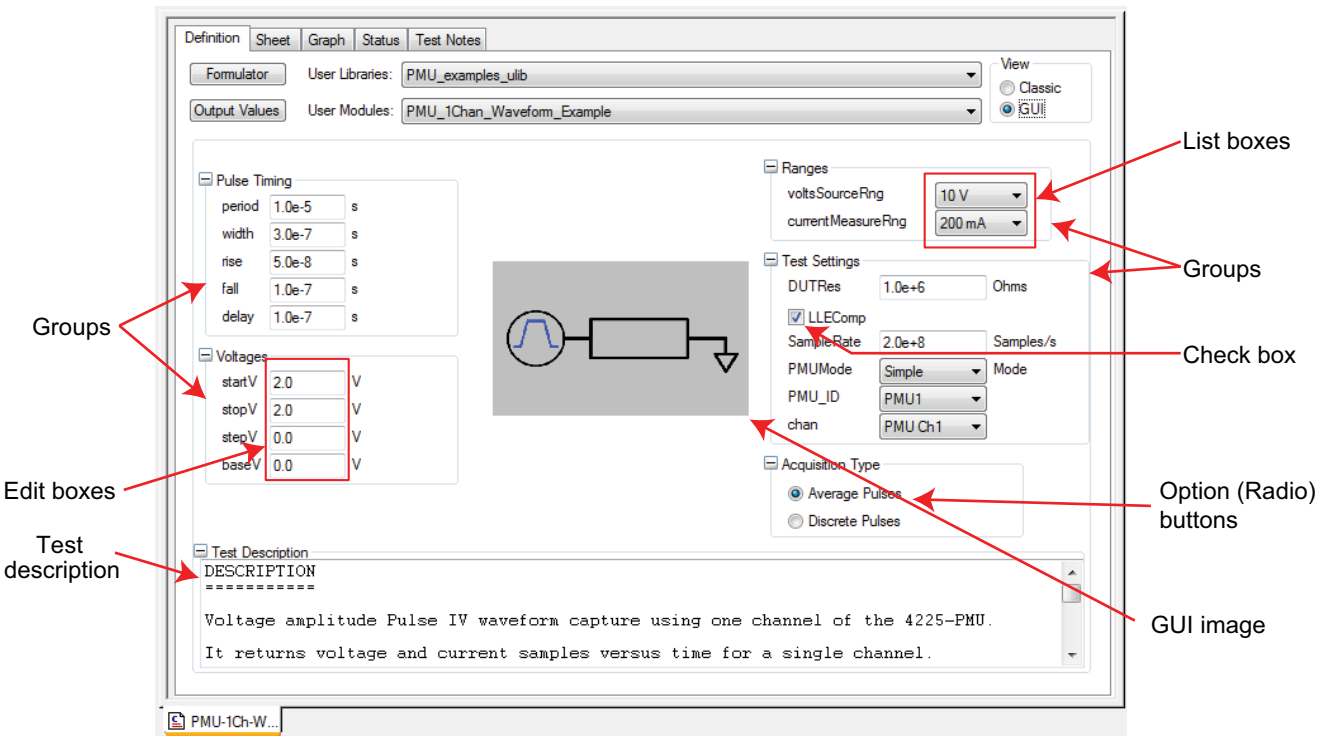 Definition Sheet Graph Status Test Notes
Formulator User Libraries: PMU_examples_ulib
Output Values User Modules: PMU_1Chan_Waveform_Example
View
Classic
GUI
Pulse Timing
period 1.0e-5 s
width 3.0e-7 s
rise 5.0e-8 s
fall 1.0e-7 s
delay 1.0e-7 s
Voltages
startV 2.0 V
stopV 2.0 V
stepV 0.0 V
baseV 0.0 V
Ranges
voltsSourceRng 10 V
currentMeasureRng 200 mA
Test Settings
DUTRes 1.0e+6 Ohms
LLEComp
SampleRate 2.0e+8 Samples/s
PMUMode Simple Mode
PMU_ID PMU1
chan PMU Ch1
Acquisition Type
Average Pulses
Discrete Pulses
Test Description
DESCRIPTION
===========
Voltage amplitude Pulse IV waveform capture using one channel of the 4225-PMU.
It returns voltage and current samples versus time for a single channel.
PMU-1Ch-W...
Groups
Edit boxes
Test
description
List boxes
Groups
Check box
Option (Radio)
buttons
GUI image